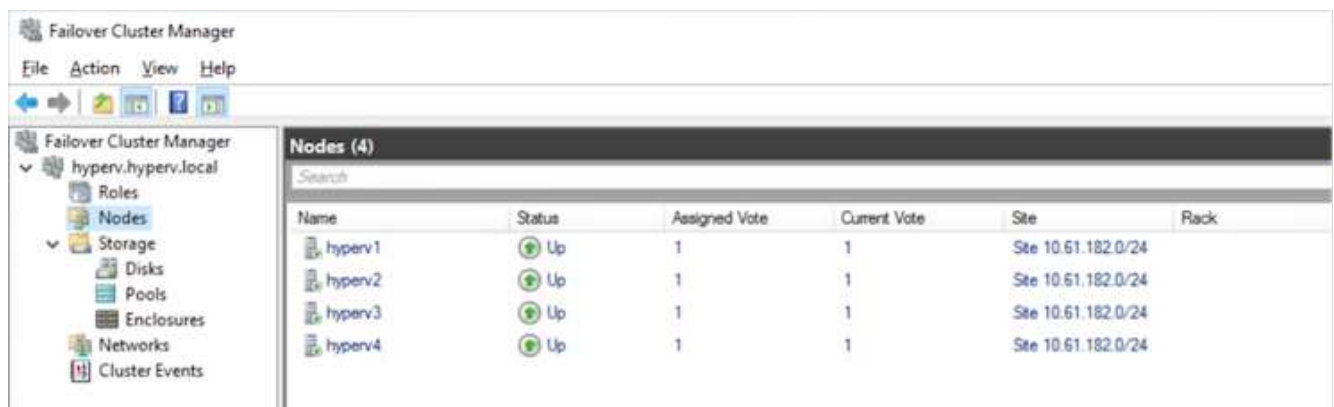 Failover Cluster Manager
File Action View Help
Failover Cluster Manager
hyperv.hyperv.local
Roles
Nodes
Storage
Disks
Pools
Enclosures
Networks
Cluster Events
Nodes (4)
Search
Name Status Assigned Vote Current Vote Site Rack
hyperv1 Up 1 1 Site 10.61.182.0/24
hyperv2 Up 1 1 Site 10.61.182.0/24
hyperv3 Up 1 1 Site 10.61.182.0/24
hyperv4 Up 1 1 Site 10.61.182.0/24